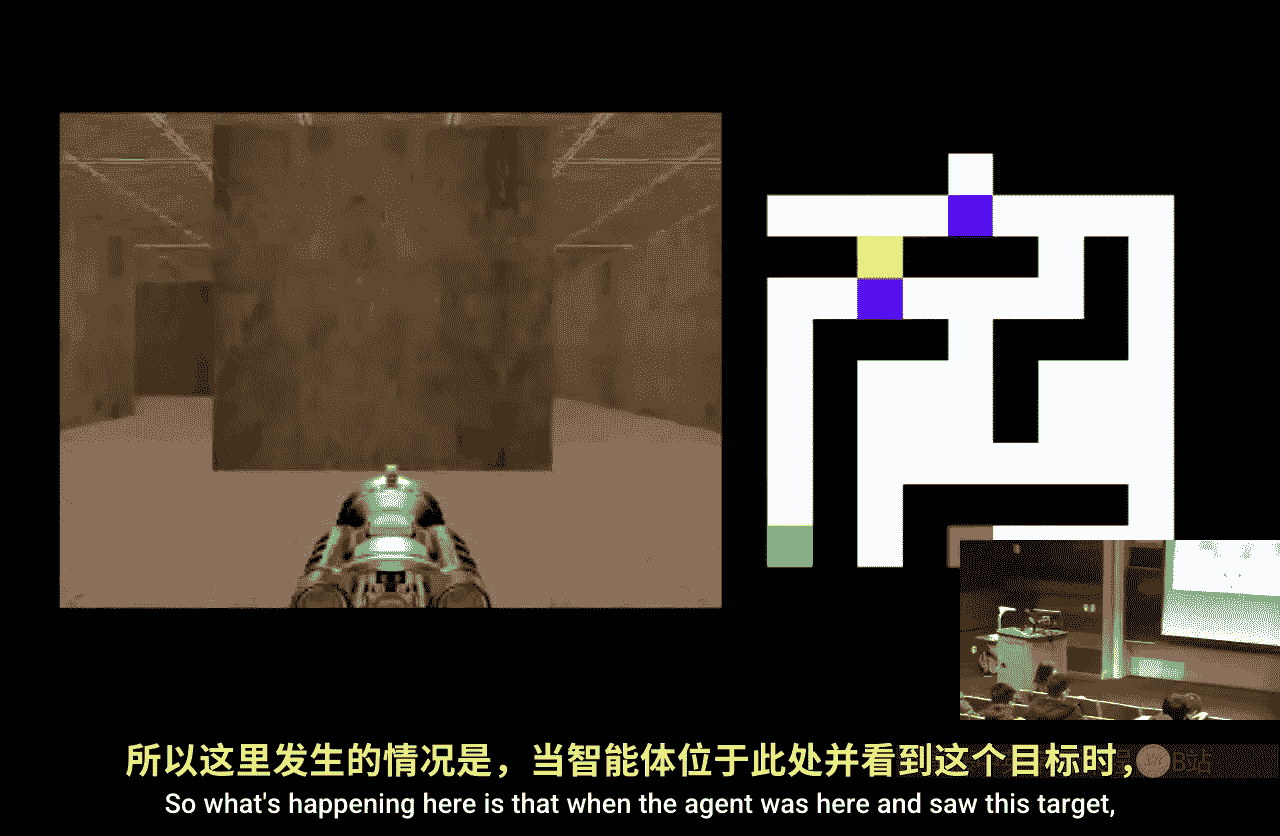 所以这里发生的情况是，当智能体位于此处并看到这个目标时，
B站
So what's happening here is that when the agent was here and saw this target,